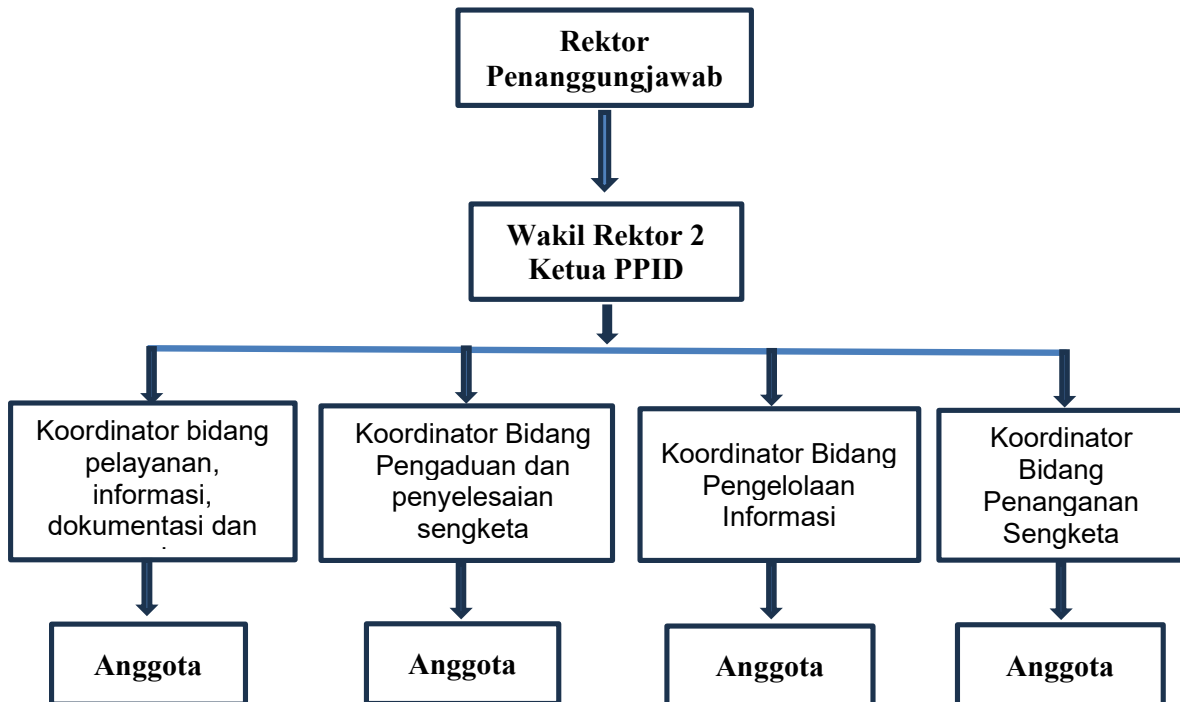 Rektor
Penanggungjawab
Wakil Rektor 2
Ketua PPID
Koordinator bidang
pelayanan,
informasi,
dokumentasi dan
Koordinator Bidang
Pengaduan dan
penyelesaian
sengketa
Koordinator Bidang
Pengelolaan
Informasi
Koordinator
Bidang
Penanganan
Sengketa
Anggota
Anggota
Anggota
Anggota